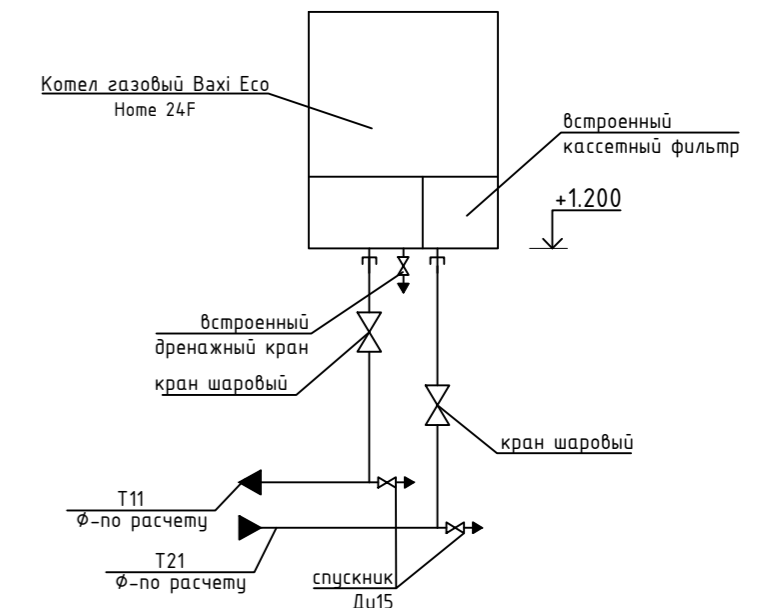 Котел газовый Baxi Eco
Home 24F
встроенный
кассетный фильтр
+1.200
встроенный
дренажный кран
кран шаровый
кран шаровый
Т11
Ф-по расчету
Т21
Ф-по расчету
спускник
Ду15